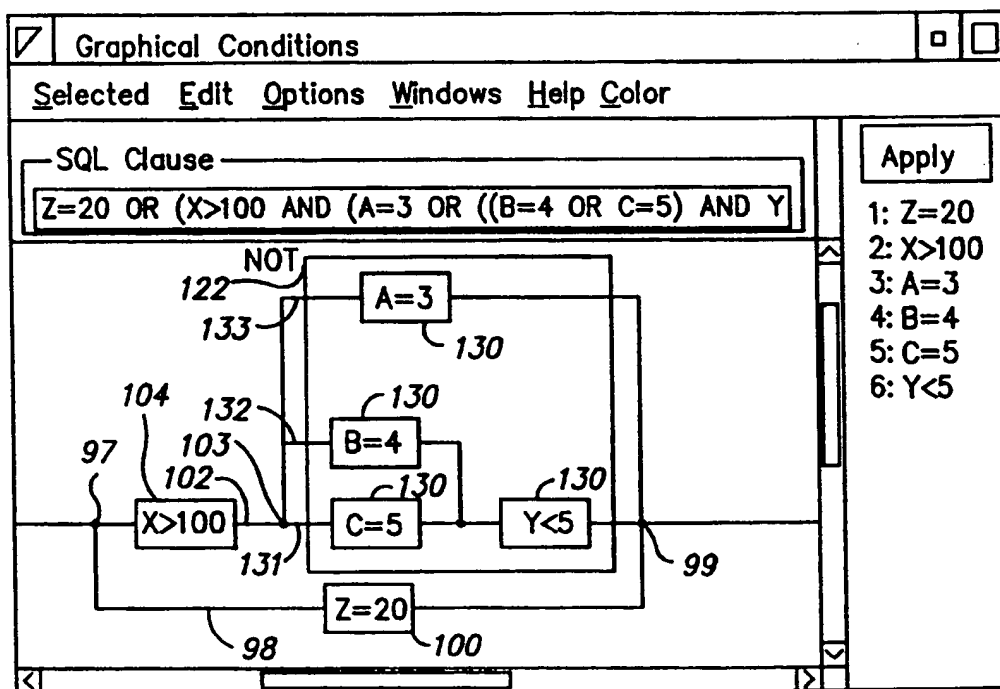 Graphical Conditions
Selected Edit Options Windows Help Color
SQL Clause
Z=20 OR (X>100 AND (A=3 OR ((B=4 OR C=5) AND Y
Apply
1: Z=20
2: X>100
3: A=3
4: B=4
5: C=5
6: Y<5
NOT
122
A=3
133
130
104
132
130
103
B=4
97
102
130
130
X>100
C=5
Y<5
131
99
Z=20
98
100